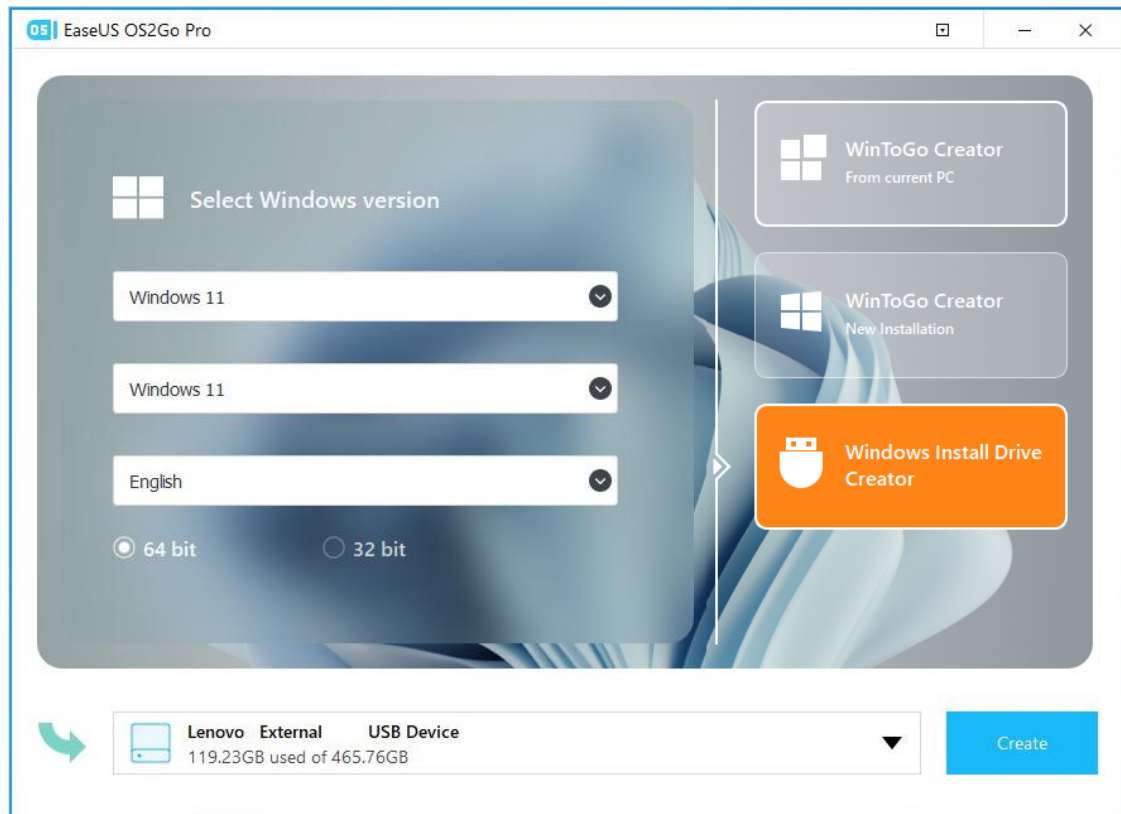 OS EaseUS OS2Go Pro
Select Windows version
Windows 11
Windows 11
English
64 bit 32 bit
WinToGo Creator
From current PC
WinToGo Creator
New Installation
Windows Install Drive
Creator
Lenovo External USB Device
119.23GB used of 465.76GB
Create